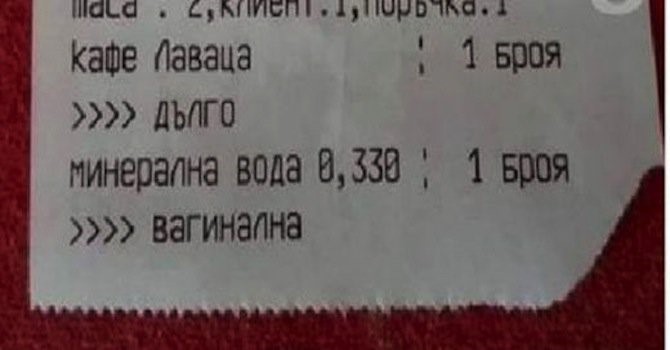 маса : 2,клиент:1,поръчка:1
кафе Лаваца ¦ 1 броя
>>>> дълго
минерална вода 0,330 ¦ 1 броя
>>>> вагинална